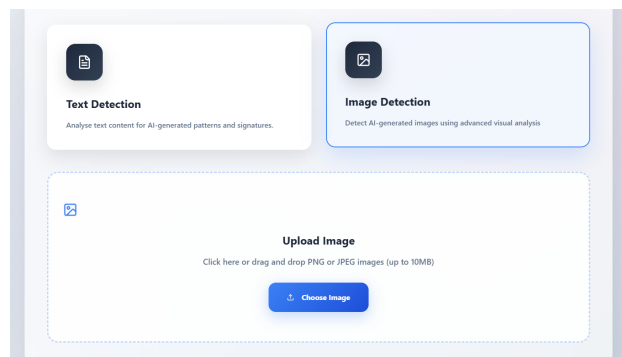 Text Detection
Analyse text content for AI-generated patterns and signatures.
Image Detection
Detect AI-generated images using advanced visual analysis
Upload Image
Click here or drag and drop PNG or JPEG images (up to 10MB)
Choose Image